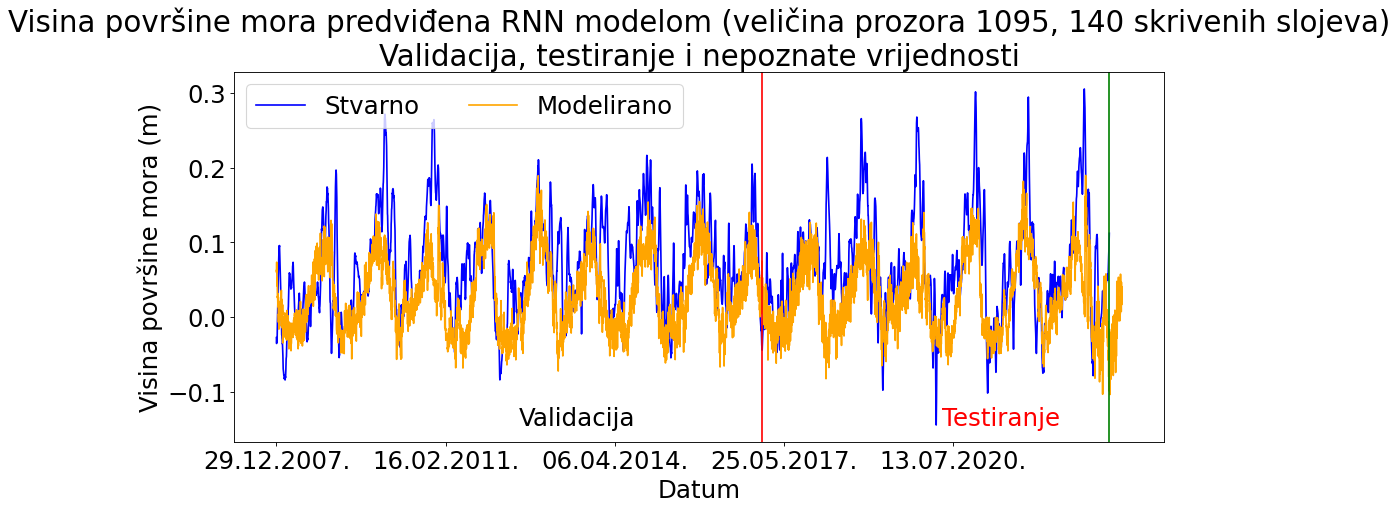 Visina površine mora predviđena RNN modelom (veličina prozora 1095, 140 skrivenih slojeva)
Validacija, testiranje i nepoznate vrijednosti
Stvarno
Modelirano
Visina površine mora (m)
0.3
0.2
0.1
0.0
−0.1
Validacija
Testiranje
29.12.2007.
16.02.2011.
06.04.2014.
25.05.2017.
13.07.2020.
Datum